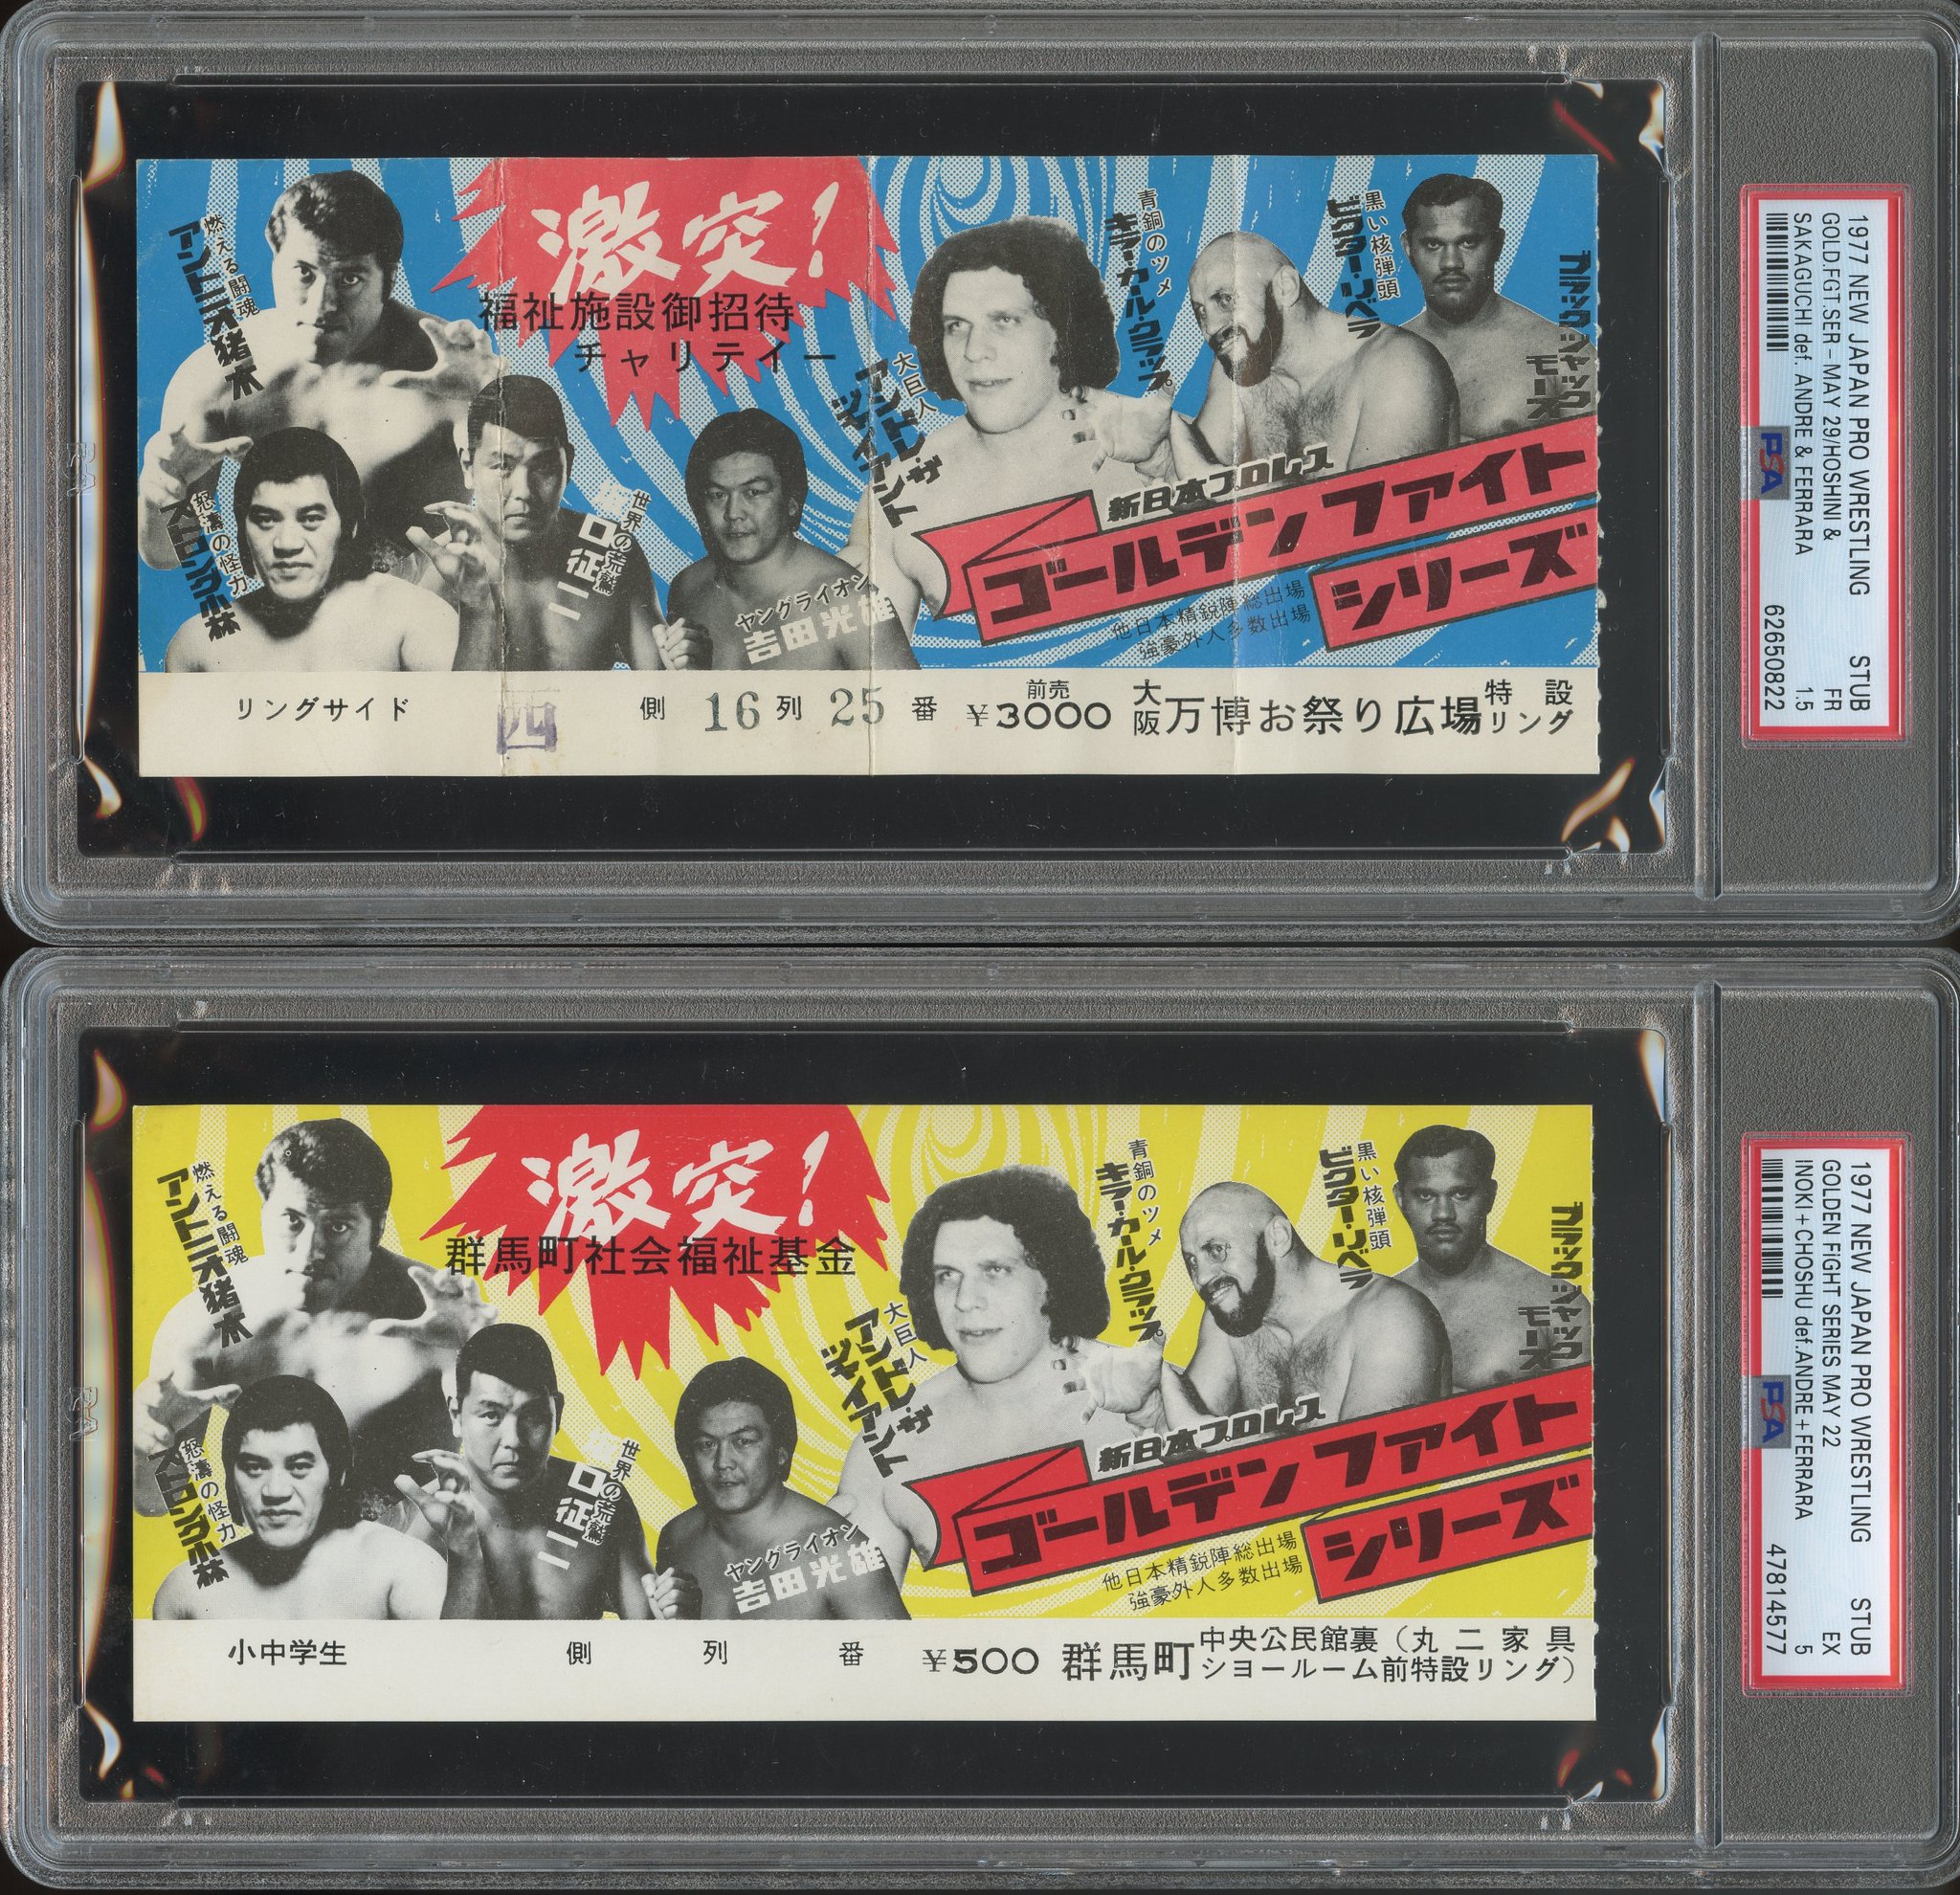 激突!
福祉施設御招待
チャリテイー
燃える闘魂
アントニオ猪木
怒濤の怪力
ストロング小林
世界の荒鷲
坂口征二
ヤングライオン
吉田光雄
大巨人
アンドレ・ザ
ジャイアント
青銅のツメ
キラー・カール・クラップ
黒い核弾頭
ビクター・リベラ
ブラック・ジャック
モース
新日本プロレス
ゴールデン ファイト
シリーズ
他日本精鋭陣総出場
強豪外人多数出場
リングサイド 西 側 16 列 25 番 前売 ¥3000 大阪 万博お祭り広場 特設リング
1977 NEW JAPAN PRO WRESTLING STUB
GOLD.FGT.SER-MAY 29/HOSHINI & FR
SAKAGUCHI def. ANDRE & FERRARA 1.5
62650822
PSA
激突!
群馬町社会福祉基金
燃える闘魂
アントニオ猪木
怒濤の怪力
ストロング小林
世界の荒鷲
坂口征二
ヤングライオン
吉田光雄
大巨人
アンドレ・ザ
ジャイアント
青銅のツメ
キラー・カール・クラップ
黒い核弾頭
ビクター・リベラ
ブラック・ジャック
モース
新日本プロレス
ゴールデン ファイト
シリーズ
他日本精鋭陣総出場
強豪外人多数出場
小中学生 側 列 番 ¥500 群馬町 中央公民館裏(丸二家具
シヨールーム前特設リング)
1977 NEW JAPAN PRO WRESTLING STUB
GOLDEN FIGHT SERIES MAY 22 EX
INOKI+CHOSHU def.ANDRE+FERRARA 5
47814577
PSA